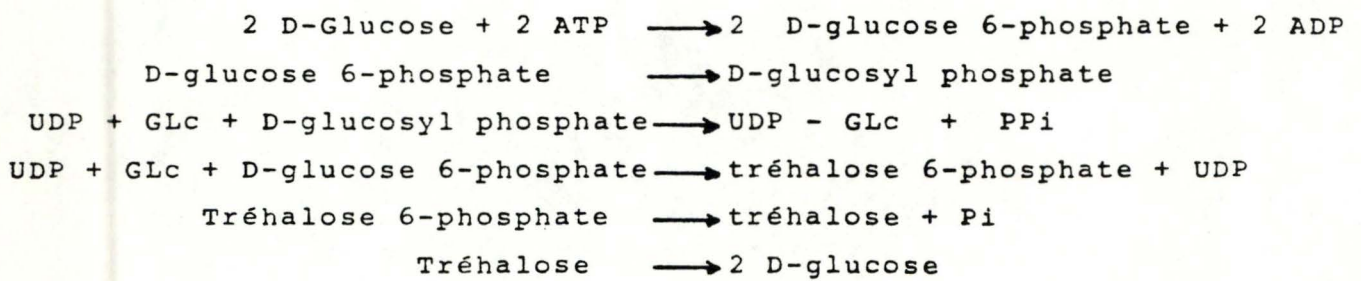 2 D-Glucose + 2 ATP ⟶ 2 D-glucose 6-phosphate + 2 ADP
D-glucose 6-phosphate ⟶ D-glucosyl phosphate
UDP + GLc + D-glucosyl phosphate ⟶ UDP - GLc + PPi
UDP + GLc + D-glucose 6-phosphate ⟶ tréhalose 6-phosphate + UDP
Tréhalose 6-phosphate ⟶ tréhalose + Pi
Tréhalose ⟶ 2 D-glucose